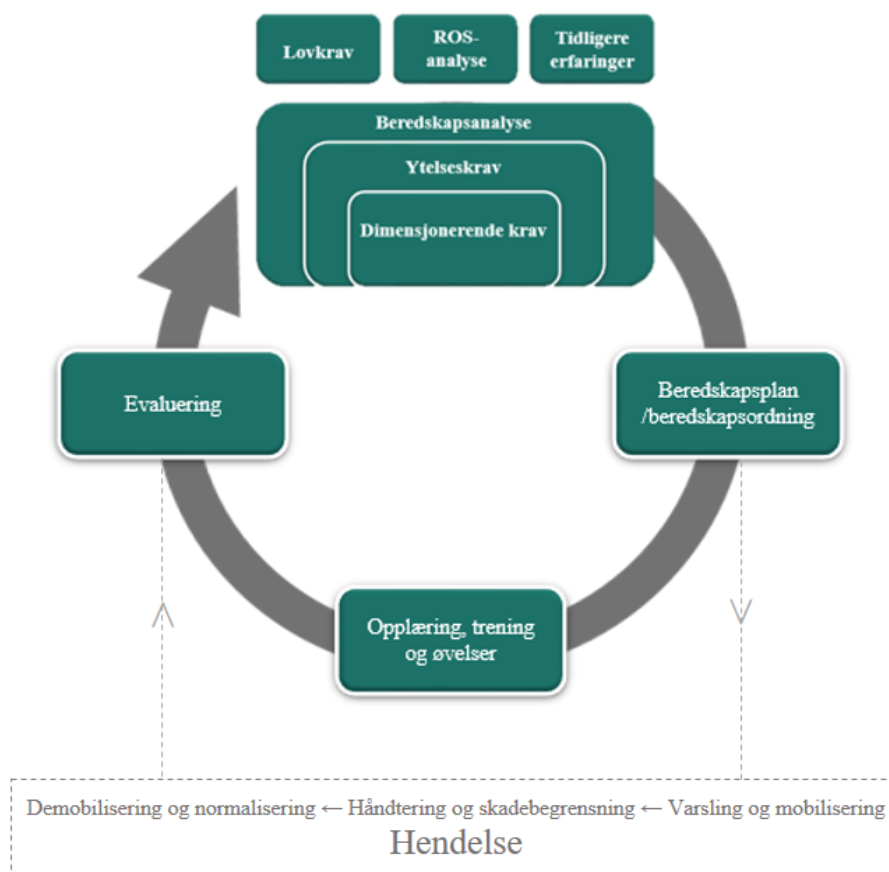 Lovkrav
ROS-
analyse
Tidligere
erfaringer
Beredskapsanalyse
Ytelseskrav
Dimensjonerende krav
Evaluering
Beredskapsplan
/beredskapsordning
Opplæring, trening
og øvelser
Demobilisering og normalisering ← Håndtering og skadebegrensning ← Varsling og mobilisering
Hendelse